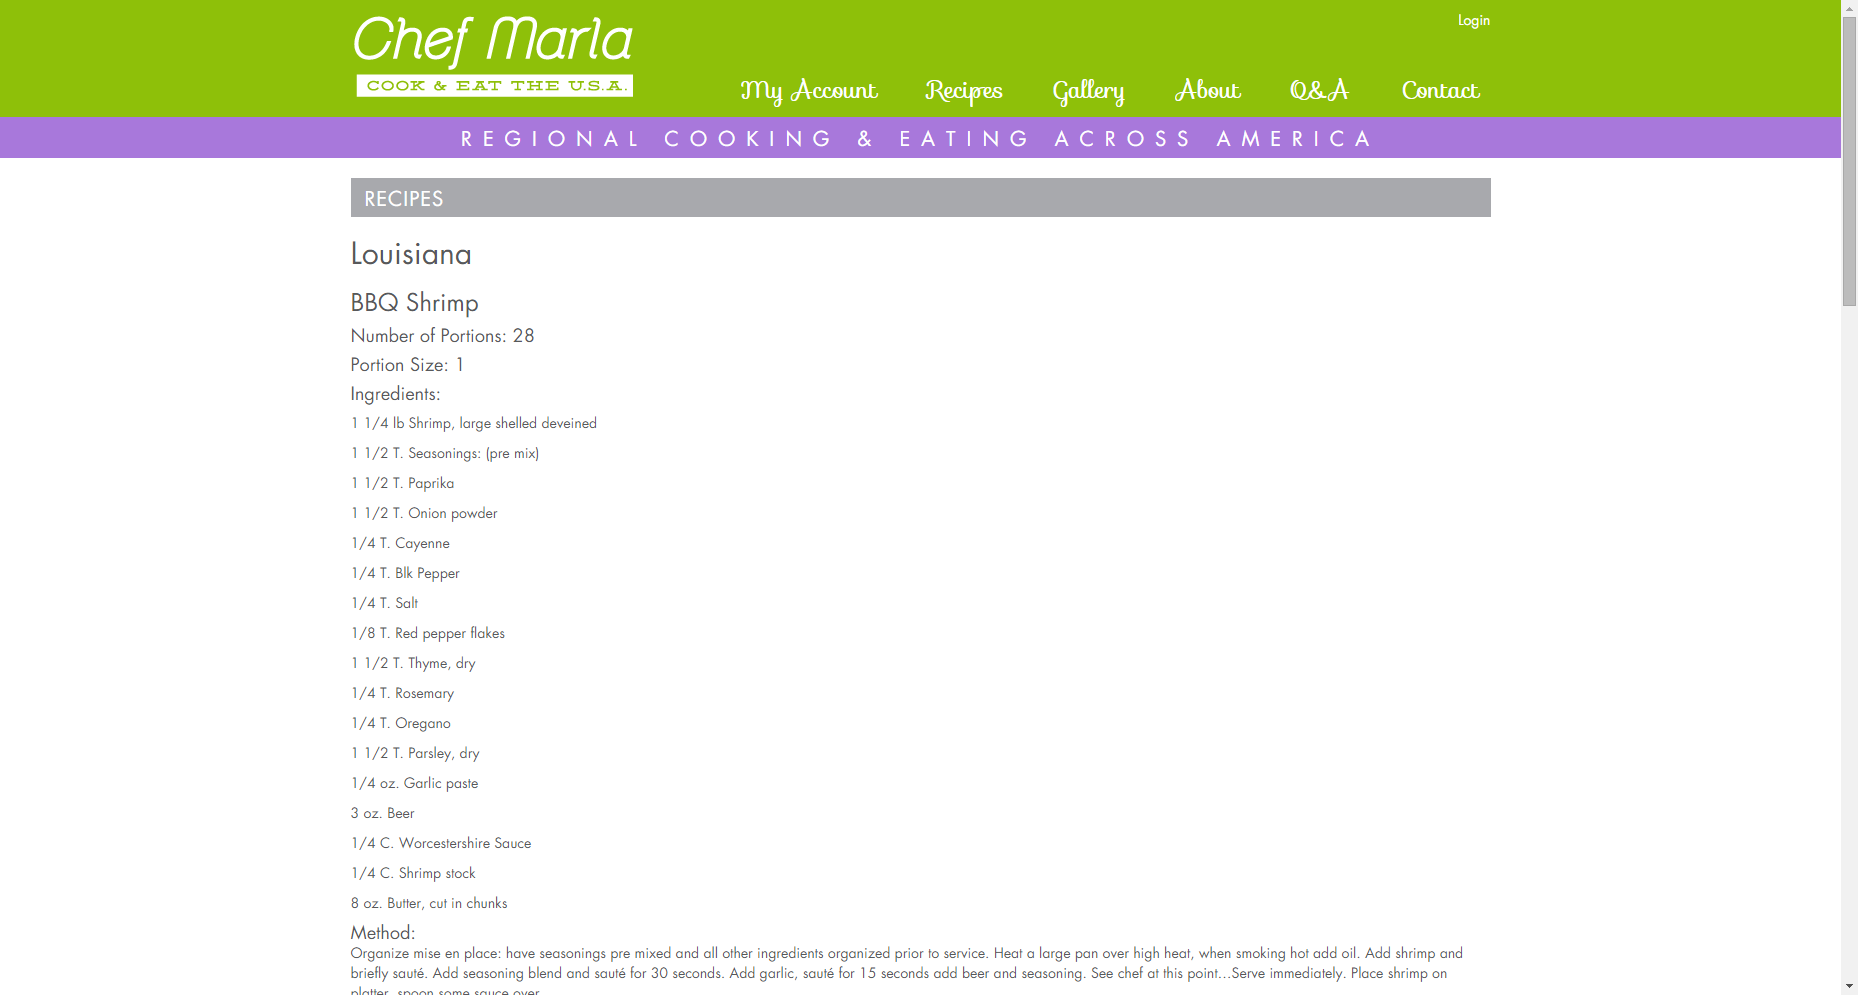 Chef Marla
COOK & EAT THE U.S.A.
Login
My Account Recipes Gallery About Q&A Contact
REGIONAL COOKING & EATING ACROSS AMERICA
RECIPES
Louisiana
BBQ Shrimp
Number of Portions: 28
Portion Size: 1
Ingredients:
1 1/4 lb Shrimp, large shelled deveined
1 1/2 T. Seasonings: (pre mix)
1 1/2 T. Paprika
1 1/2 T. Onion powder
1/4 T. Cayenne
1/4 T. Blk Pepper
1/4 T. Salt
1/8 T. Red pepper flakes
1 1/2 T. Thyme, dry
1/4 T. Rosemary
1/4 T. Oregano
1 1/2 T. Parsley, dry
1/4 oz. Garlic paste
3 oz. Beer
1/4 C. Worcestershire Sauce
1/4 C. Shrimp stock
8 oz. Butter, cut in chunks
Method:
Organize mise en place: have seasonings pre mixed and all other ingredients organized prior to service. Heat a large pan over high heat, when smoking hot add oil. Add shrimp and
briefly sauté. Add seasoning blend and sauté for 30 seconds. Add garlic, sauté for 15 seconds add beer and seasoning. See chef at this point…Serve immediately. Place shrimp on
platter, spoon some sauce over